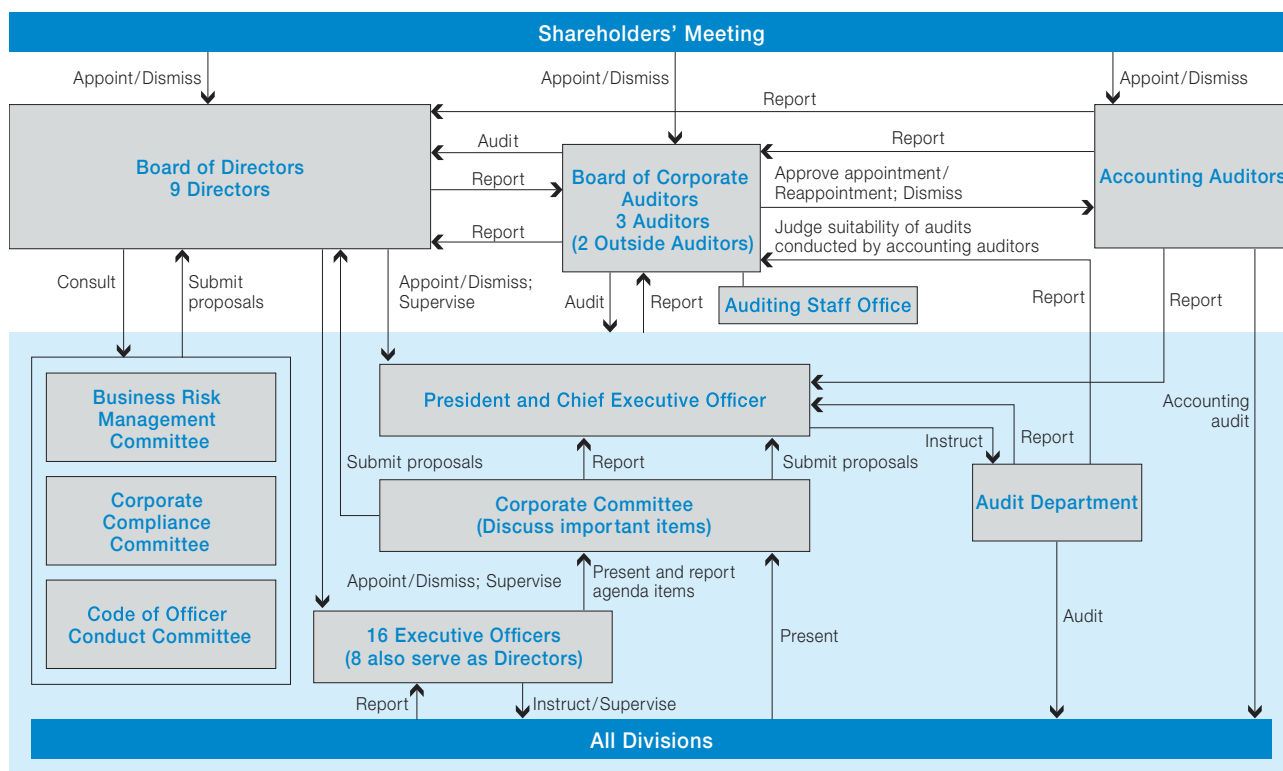 Shareholders' Meeting
Appoint/Dismiss
Appoint/Dismiss
Appoint/Dismiss
Report
Board of Directors
9 Directors
Audit
Report
Report
Board of Corporate
Auditors
3 Auditors
(2 Outside Auditors)
Report
Approve appointment/
Reappointment; Dismiss
Judge suitability of audits
conducted by accounting auditors
Accounting Auditors
Consult
Submit
proposals
Appoint/Dismiss;
Supervise
Audit
Report
Auditing Staff Office
Report
Report
Business Risk
Management
Committee
Corporate
Compliance
Committee
Code of Officer
Conduct Committee
President and Chief Executive Officer
Accounting
audit
Instruct
Report
Submit proposals
Report
Submit proposals
Corporate Committee
(Discuss important items)
Audit Department
Appoint/Dismiss; Supervise
Present and report
agenda items
16 Executive Officers
(8 also serve as Directors)
Present
Audit
Report
Instruct/Supervise
All Divisions